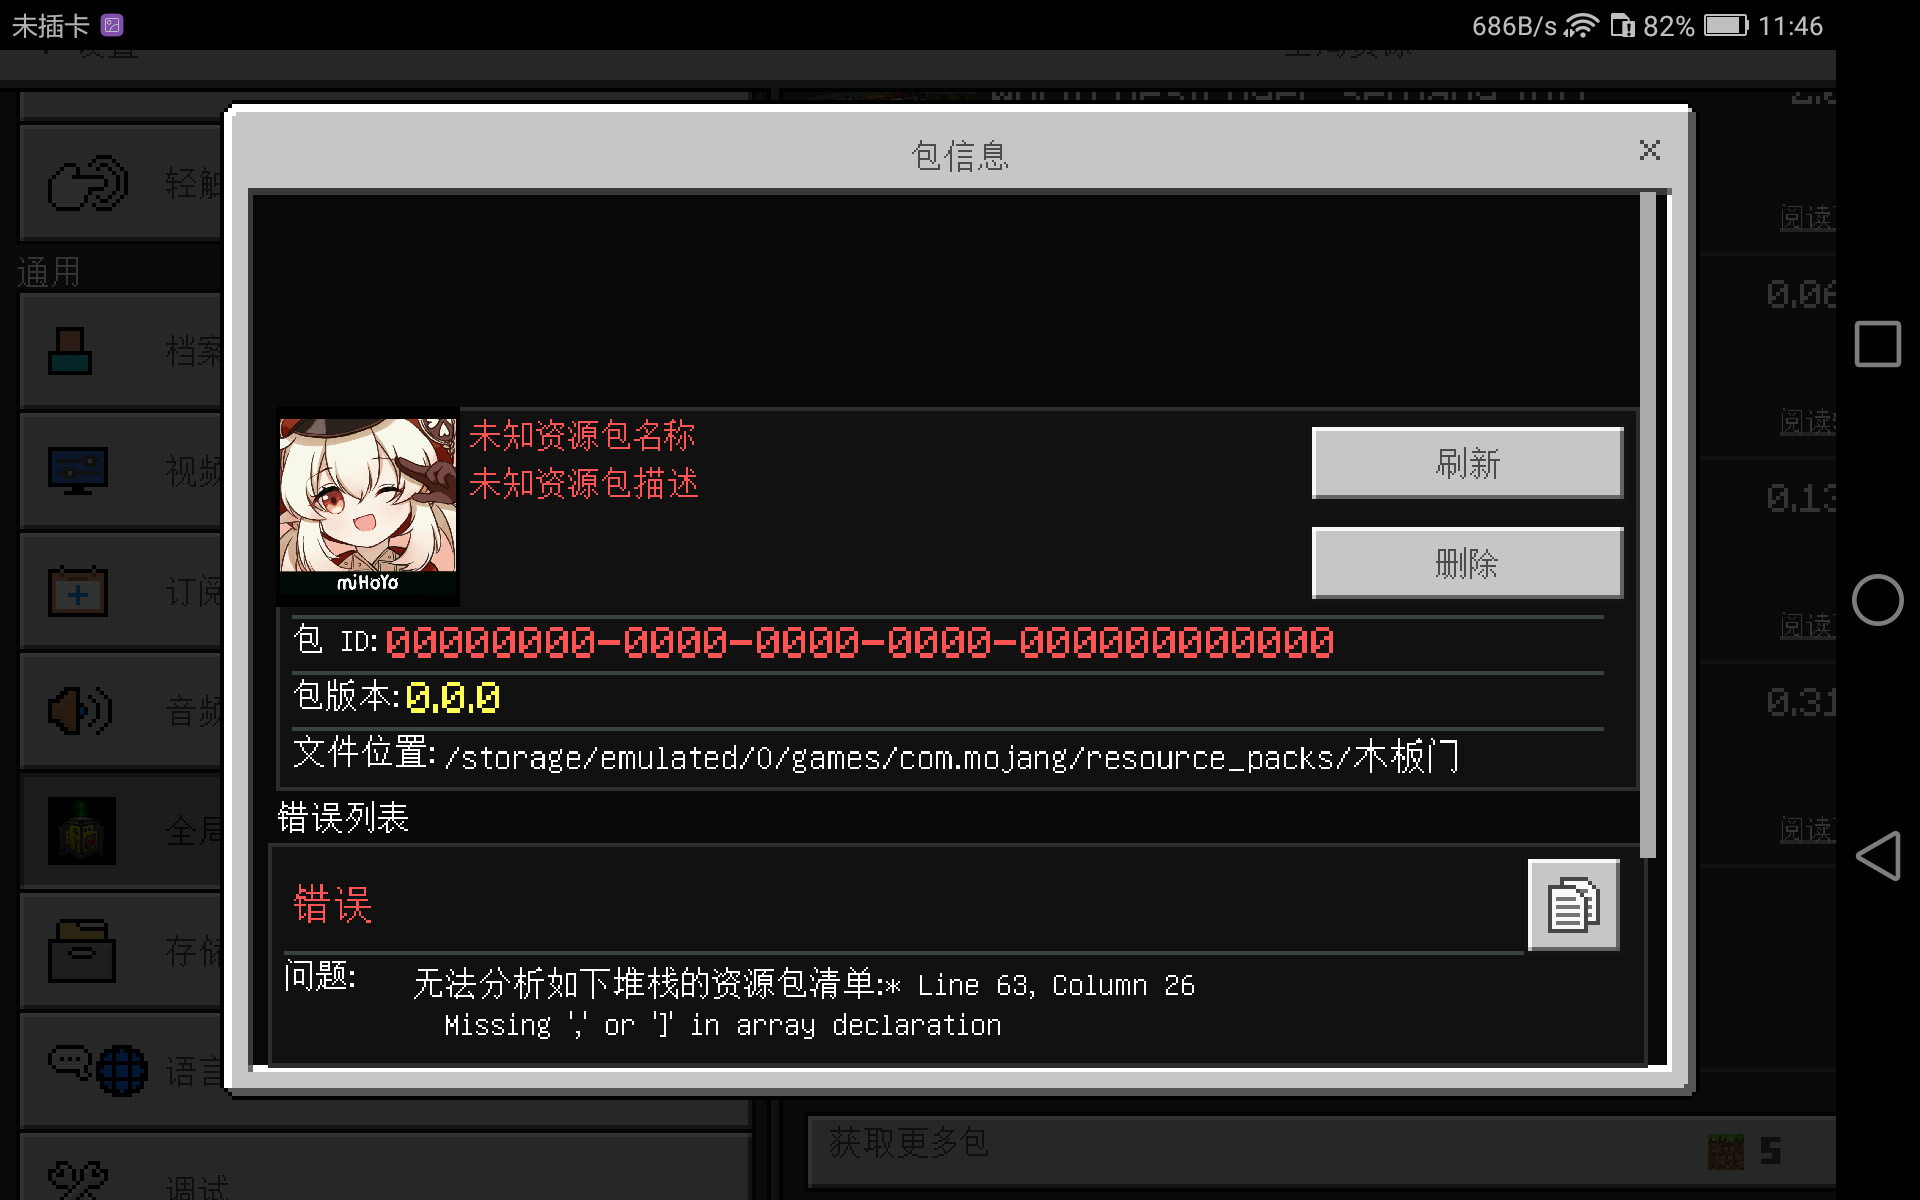 未插卡
686B/s 82% 11:46
包信息
轻触
通用
档案
视频
订阅
音频
全局
存储
语言
调试
阅读
0.06
阅读
0.13
阅读
0.31
阅读
miHoYo
未知资源包名称
未知资源包描述
刷新
删除
包 ID: 00000000-0000-0000-0000-000000000000
包版本: 0.0.0
文件位置: /storage/emulated/0/games/com.mojang/resource_packs/木板门
错误列表
错误
问题: 无法分析如下堆栈的资源包清单:* Line 63, Column 26
Missing ',' or ']' in array declaration
获取更多包
5